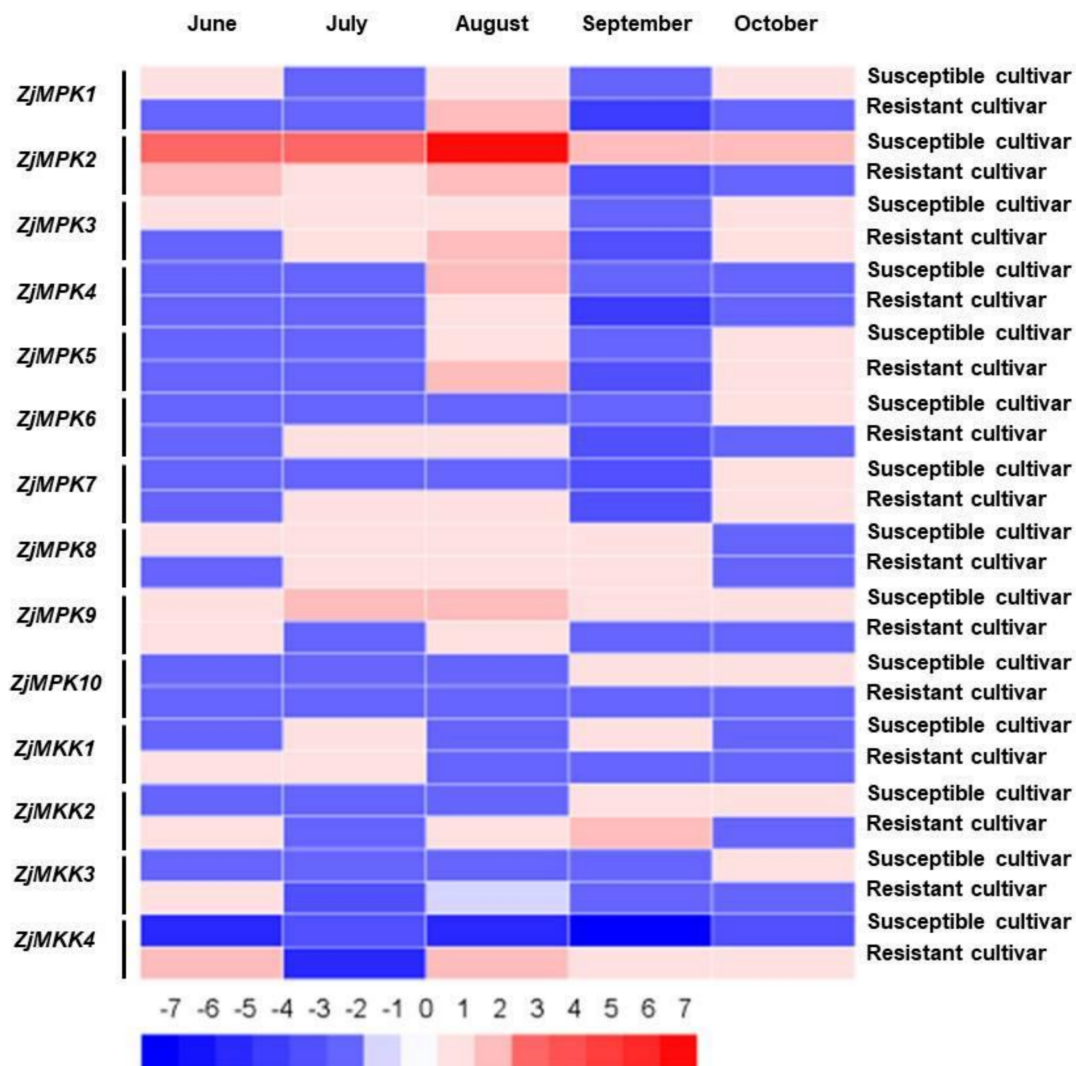 June July August September October
ZjMPK1
Susceptible cultivar
Resistant cultivar
ZjMPK2
Susceptible cultivar
Resistant cultivar
ZjMPK3
Susceptible cultivar
Resistant cultivar
ZjMPK4
Susceptible cultivar
Resistant cultivar
ZjMPK5
Susceptible cultivar
Resistant cultivar
ZjMPK6
Susceptible cultivar
Resistant cultivar
ZjMPK7
Susceptible cultivar
Resistant cultivar
ZjMPK8
Susceptible cultivar
Resistant cultivar
ZjMPK9
Susceptible cultivar
Resistant cultivar
ZjMPK10
Susceptible cultivar
Resistant cultivar
ZjMKK1
Susceptible cultivar
Resistant cultivar
ZjMKK2
Susceptible cultivar
Resistant cultivar
ZjMKK3
Susceptible cultivar
Resistant cultivar
ZjMKK4
Susceptible cultivar
Resistant cultivar
-7 -6 -5 -4 -3 -2 -1 0 1 2 3 4 5 6 7